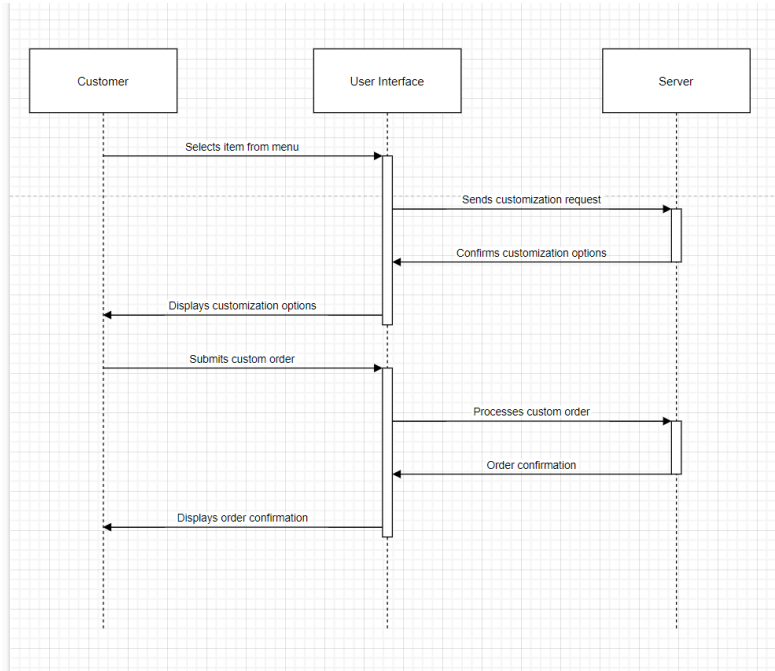 Customer
User Interface
Server
Selects item from menu
Sends customization request
Confirms customization options
Displays customization options
Submits custom order
Processes custom order
Order confirmation
Displays order confirmation